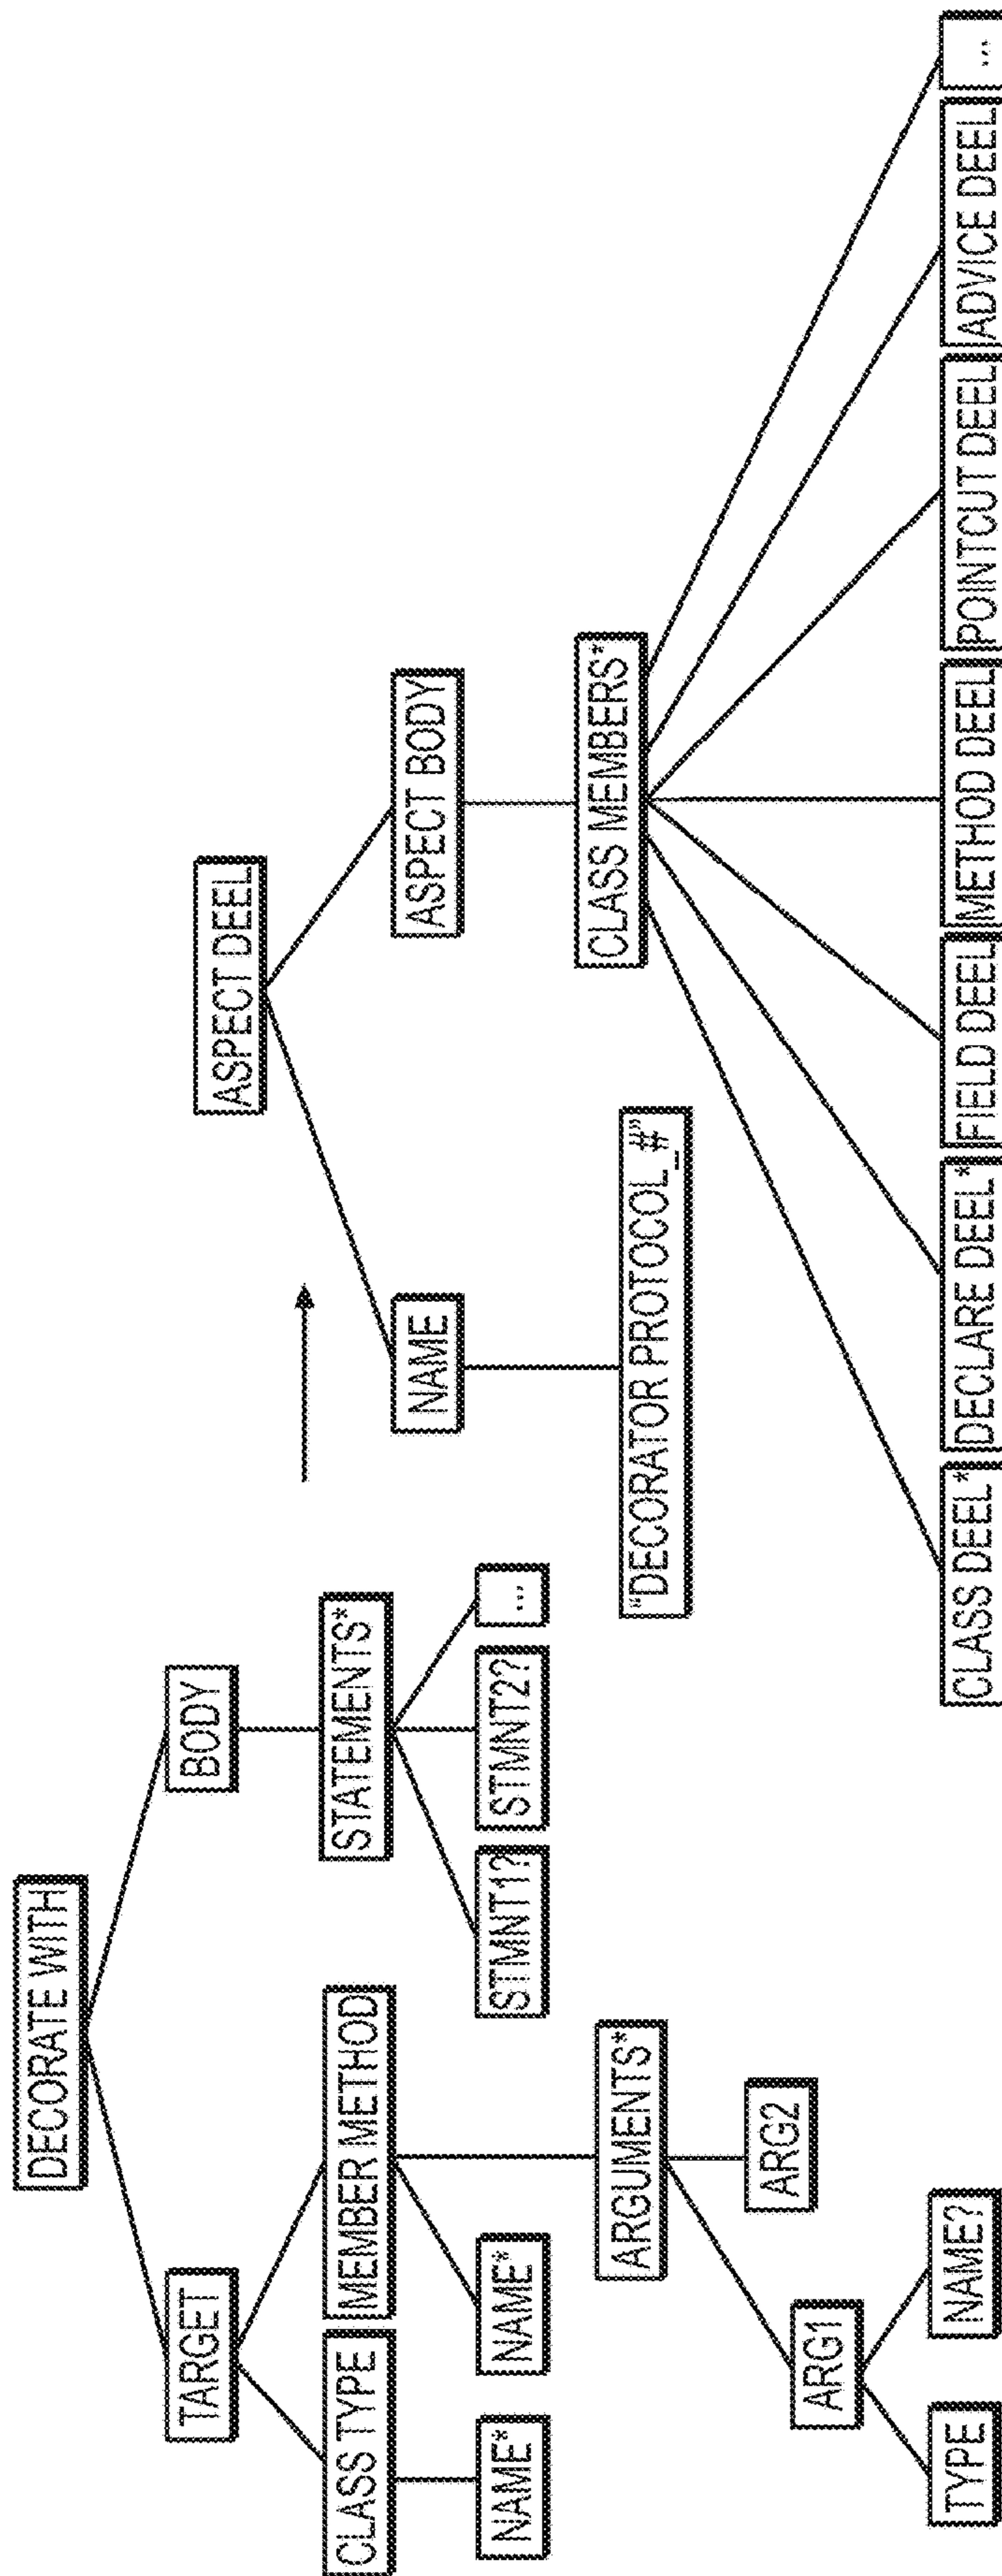 DECORATE WITH
TARGET
BODY
CLASS TYPE
MEMBER METHOD
STATEMENTS*
NAME*
NAME*
STMNT1?
STMNT2??
...
ARGUMENTS*
ARG1
ARG2
TYPE
NAME?
ASPECT DEEL
NAME
ASPECT BODY
"DECORATOR PROTOCOL_#"
CLASS MEMBERS*
CLASS DEEL*
DECLARE DEEL*
FIELD DEEL
METHOD DEEL
POINTCUT DEEL
ADVICE DEEL
...